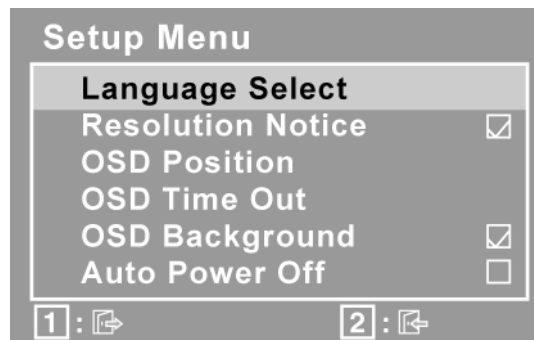 Setup Menu
Language Select
Resolution Notice
OSD Position
OSD Time Out
OSD Background
Auto Power Off
1 : 2 :